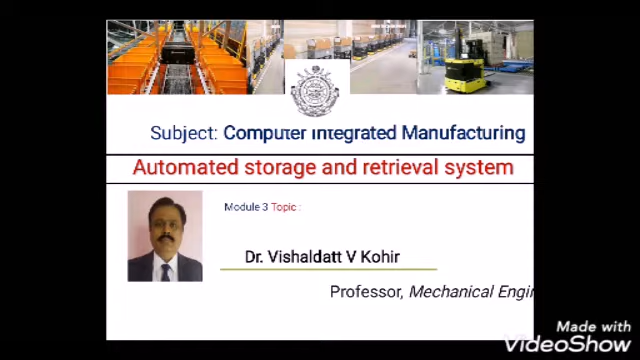 Subject: Computer Integrated Manufacturing
Automated storage and retrieval system
Module 3 Topic :
Dr. Vishaldatt V Kohir
Professor, Mechanical Engin
Made with
VideoShow